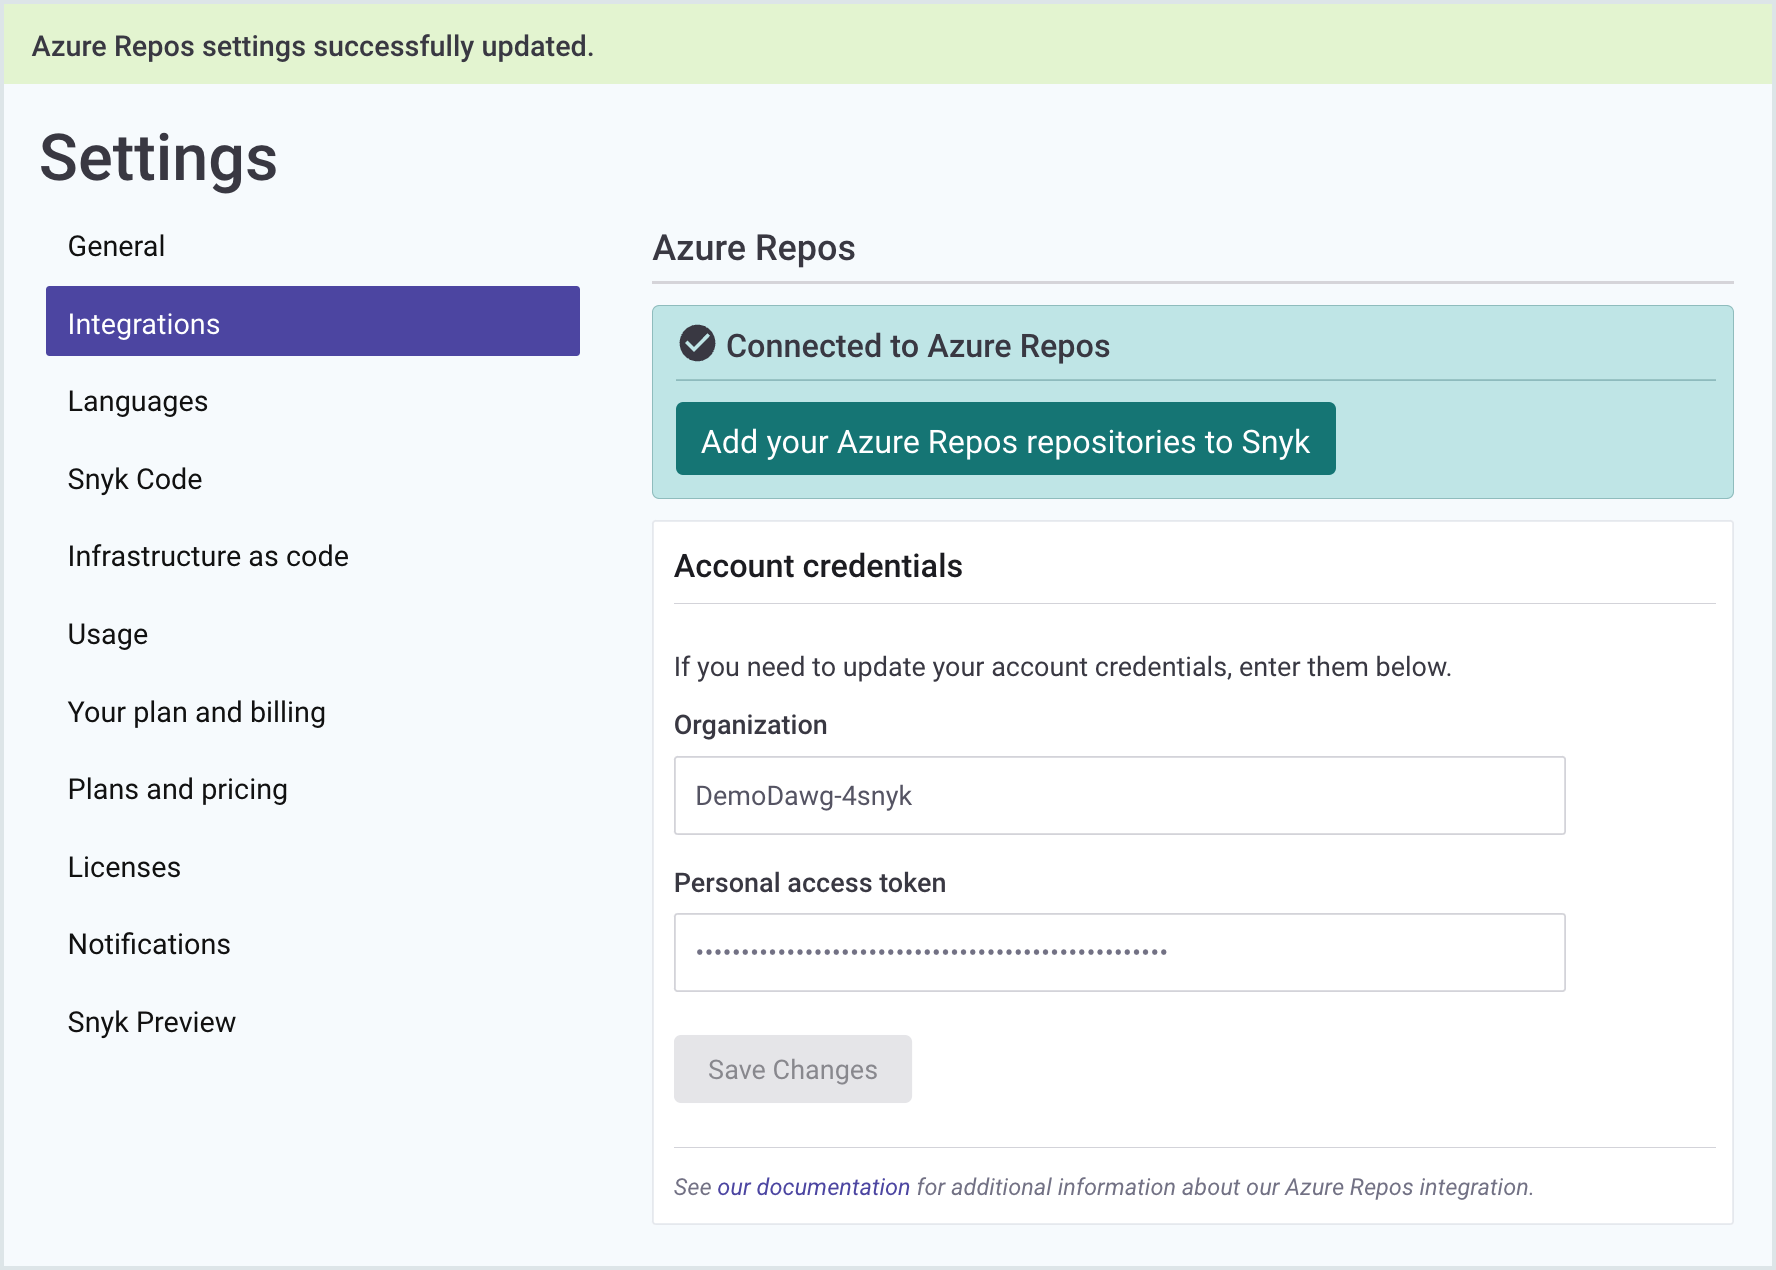 Azure Repos settings successfully updated.
Settings
General
Integrations
Languages
Snyk Code
Infrastructure as code
Usage
Your plan and billing
Plans and pricing
Licenses
Notifications
Snyk Preview
Azure Repos
Connected to Azure Repos
Add your Azure Repos repositories to Snyk
Account credentials
If you need to update your account credentials, enter them below.
Organization
DemoDawg-4snyk
Personal access token
Save Changes
See our documentation for additional information about our Azure Repos integration.